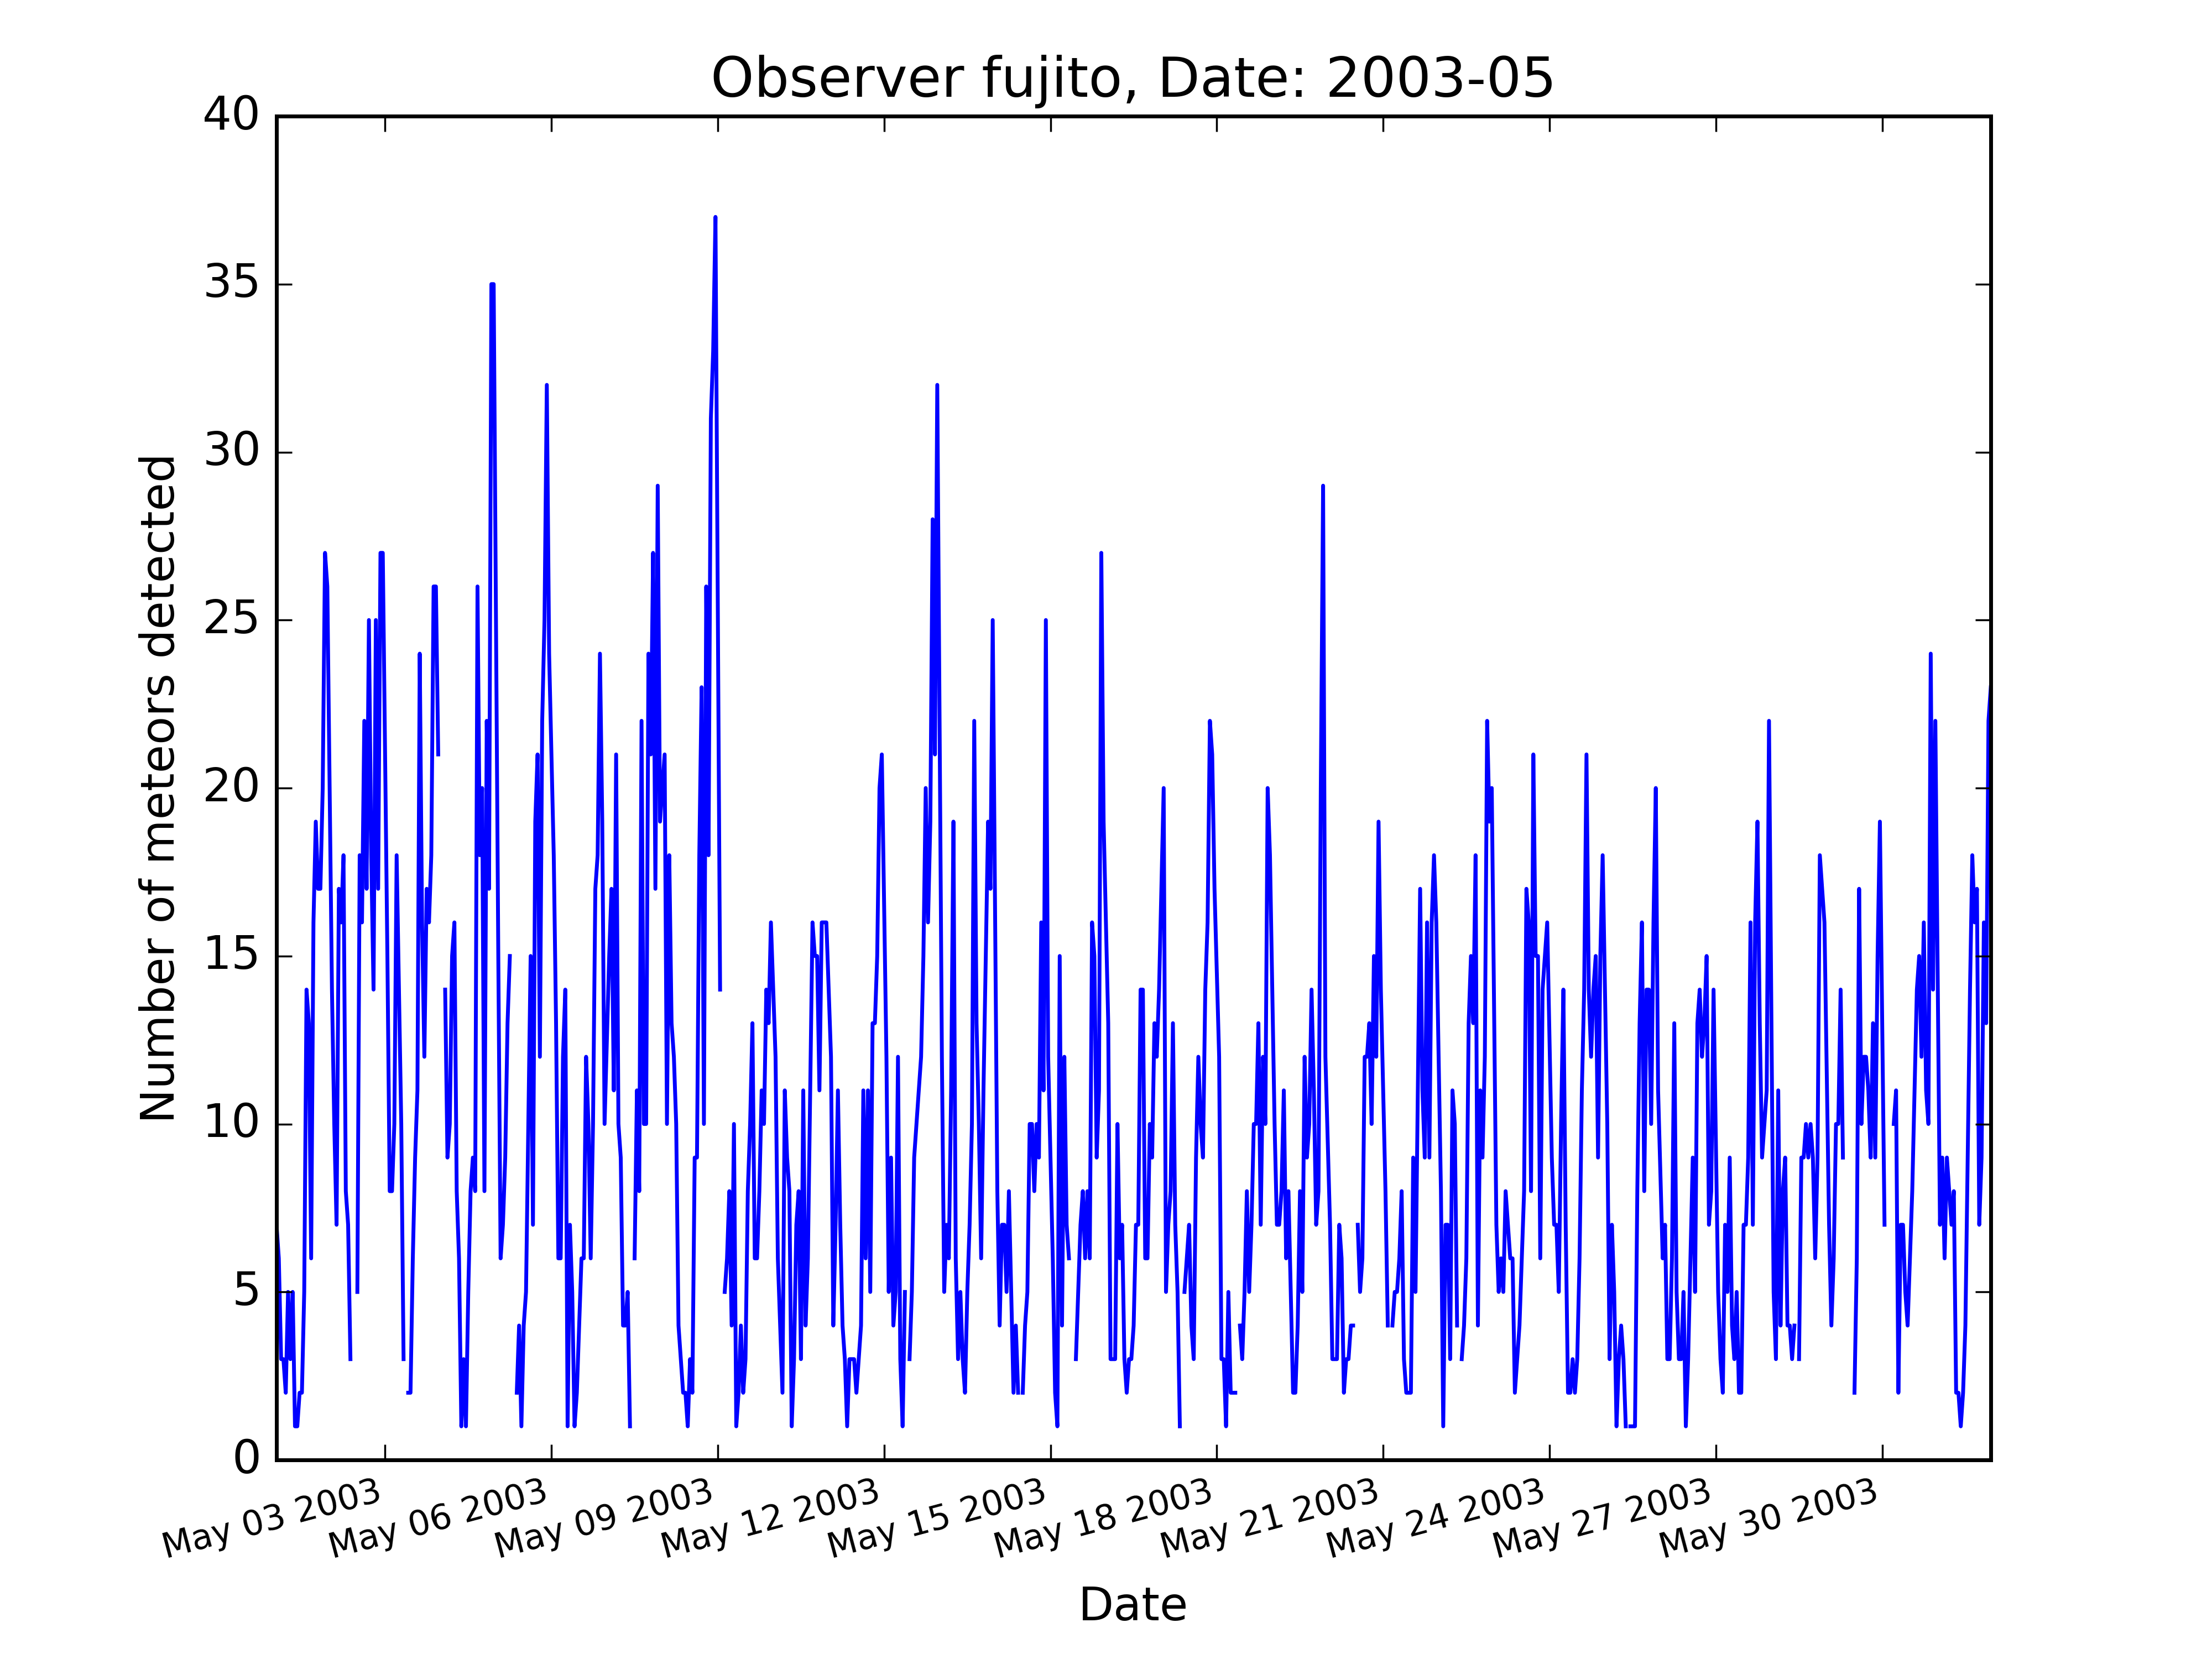 Observer fujito, Date: 2003-05
Number of meteors detected
40
35
30
25
20
15
10
5
0
May 03 2003
May 06 2003
May 09 2003
May 12 2003
May 15 2003
May 18 2003
May 21 2003
May 24 2003
May 27 2003
May 30 2003
Date